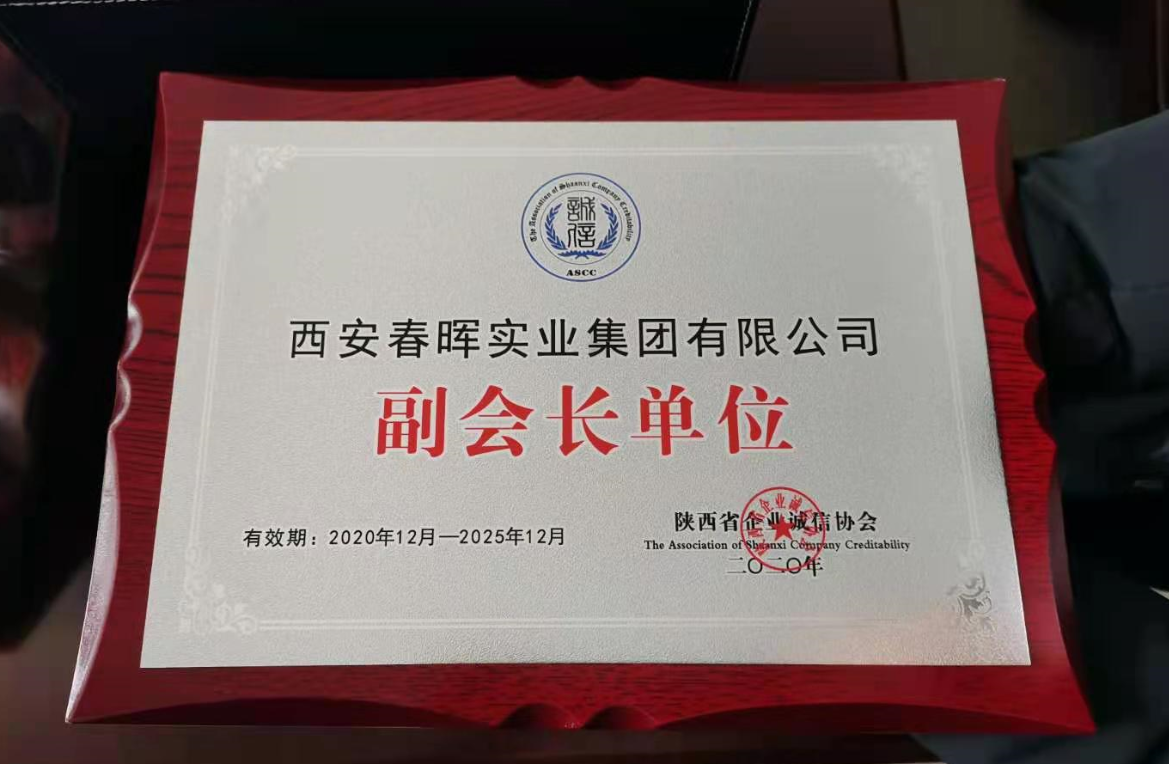 The Association of Shaanxi Company Creditability
誠信
ASCC
西安春晖实业集团有限公司
副会长单位
有效期：2020年12月—2025年12月
陕西省企业诚信协会
The Association of Shaanxi Company Creditability
二〇二〇年